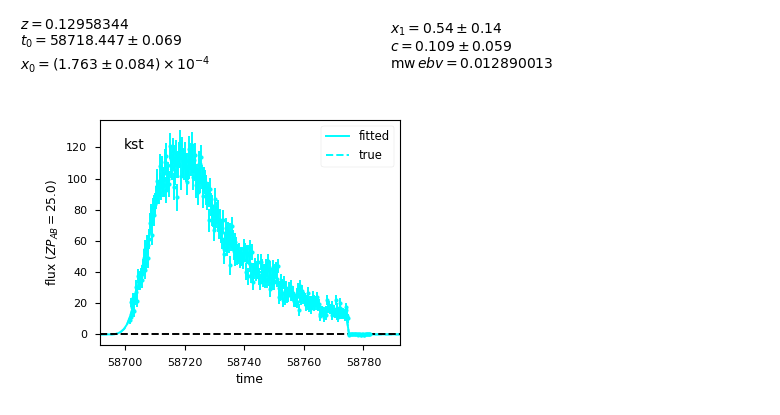 z = 0.12958344
t₀ = 58718.447 ± 0.069
x₀ = (1.763 ± 0.084) × 10⁻⁴
x₁ = 0.54 ± 0.14
c = 0.109 ± 0.059
mw ebv = 0.012890013
kst
fitted
true
flux (ZP_AB = 25.0)
120
100
80
60
40
20
0
58700 58720 58740 58760 58780
time